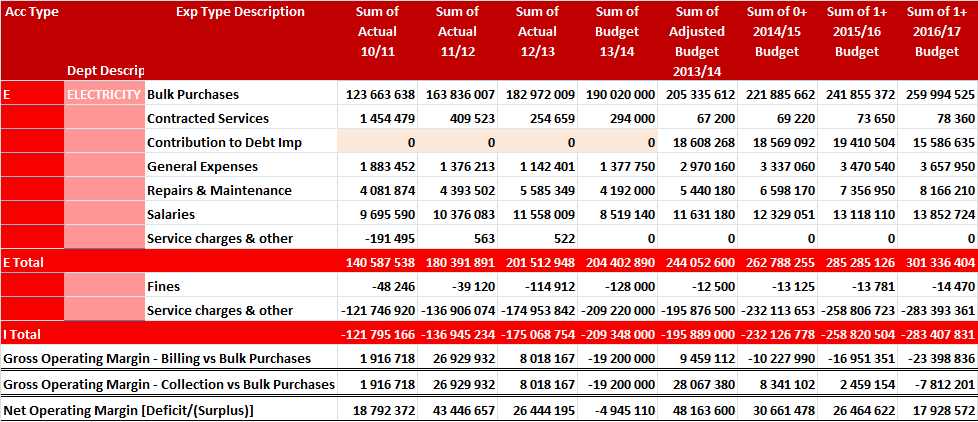 Acc Type Exp Type Description Sum of Sum of Sum of Sum of Sum of Sum of 0+ Sum of 1+ Sum of 1+
Actual Actual Actual Budget Adjusted 2014/15 2015/16 2016/17
10/11 11/12 12/13 13/14 Budget Budget Budget Budget
Dept Descrip 2013/14
E ELECTRICITY Bulk Purchases 123 663 638 163 836 007 182 972 009 190 020 000 205 335 612 221 885 662 241 855 372 259 994 525
Contracted Services 1 454 479 409 523 254 659 294 000 67 200 69 220 73 650 78 360
Contribution to Debt Imp 0 0 0 0 18 608 268 18 569 092 19 410 504 15 586 635
General Expenses 1 883 452 1 376 213 1 142 401 1 377 750 2 970 160 3 337 060 3 470 540 3 657 950
Repairs & Maintenance 4 081 874 4 393 502 5 585 349 4 192 000 5 440 180 6 598 170 7 356 950 8 166 210
Salaries 9 695 590 10 376 083 11 558 009 8 519 140 11 631 180 12 329 051 13 118 110 13 852 724
Service charges & other -191 495 563 522 0 0 0 0 0
E Total 140 587 538 180 391 891 201 512 948 204 402 890 244 052 600 262 788 255 285 285 126 301 336 404
Fines -48 246 -39 120 -114 912 -128 000 -12 500 -13 125 -13 781 -14 470
Service charges & other -121 746 920 -136 906 074 -174 953 842 -209 220 000 -195 876 500 -232 113 653 -258 806 723 -283 393 361
I Total -121 795 166 -136 945 234 -175 068 754 -209 348 000 -195 889 000 -232 126 778 -258 820 504 -283 407 831
Gross Operating Margin - Billing vs Bulk Purchases 1 916 718 26 929 932 8 018 167 -19 200 000 9 459 112 -10 227 990 -16 951 351 -23 398 836
Gross Operating Margin - Collection vs Bulk Purchases 1 916 718 26 929 932 8 018 167 -19 200 000 28 067 380 8 341 102 2 459 154 -7 812 201
Net Operating Margin [Deficit/(Surplus)] 18 792 372 43 446 657 26 444 195 -4 945 110 48 163 600 30 661 478 26 464 622 17 928 572